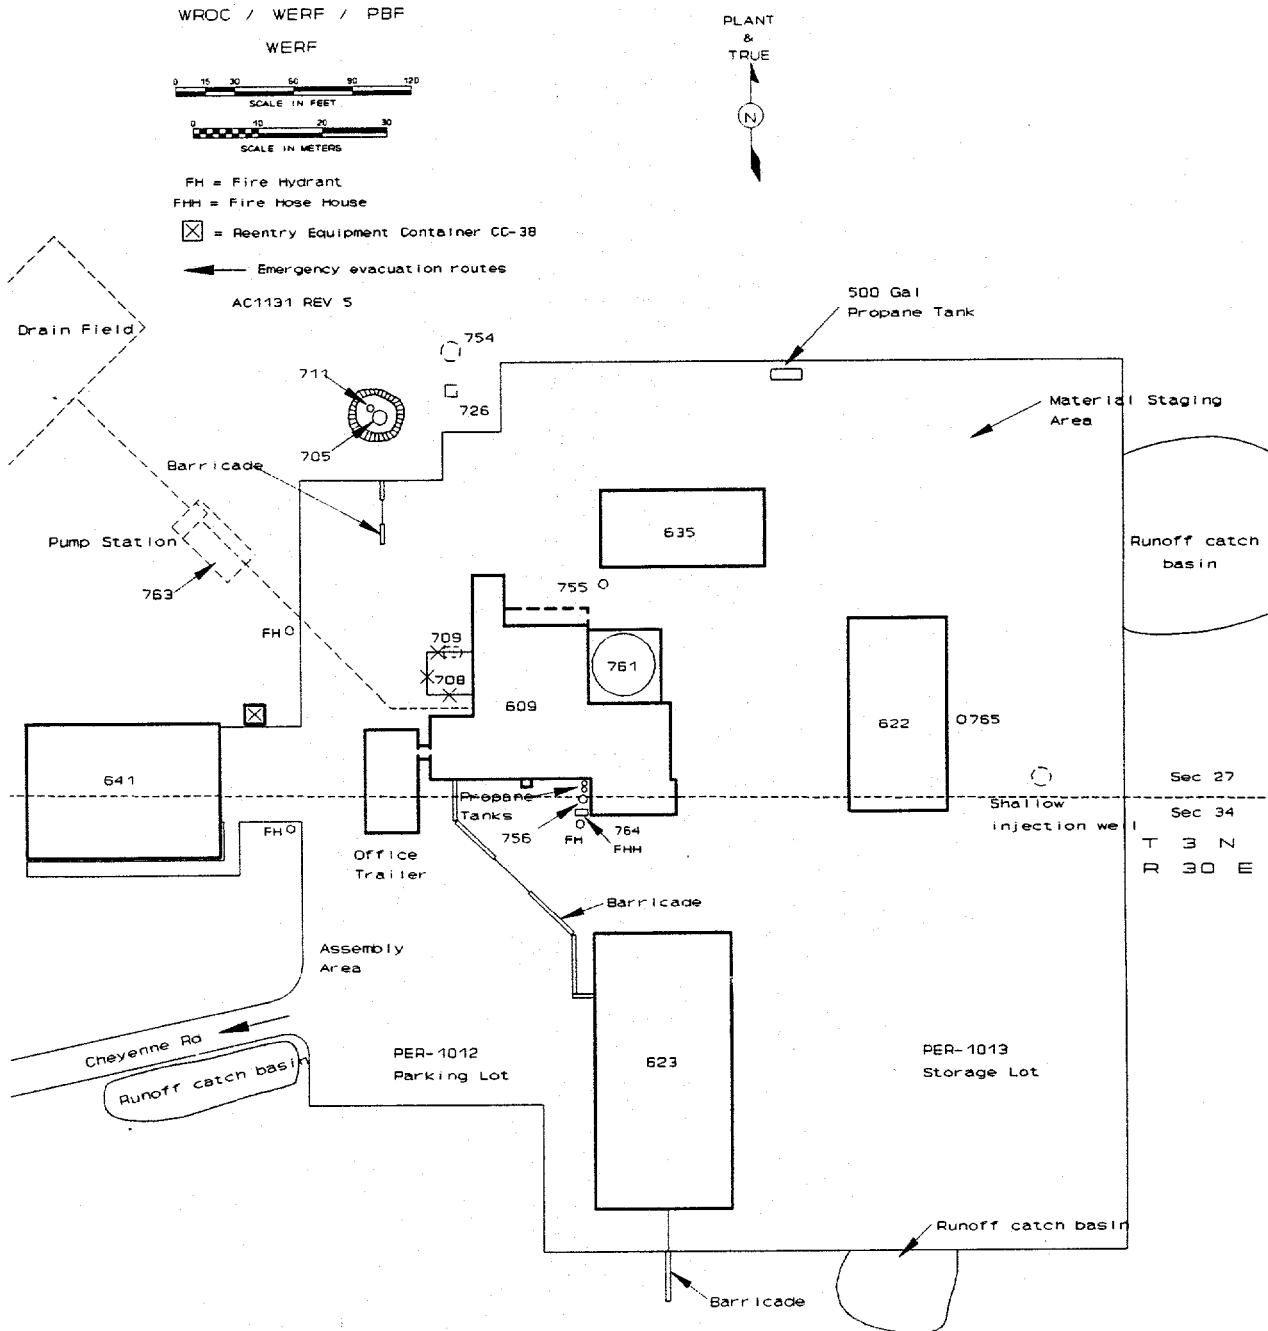 WROC / WERF / PBF
WERF
PLANT
&
TRUE
N
0 15 30 60 90 120
SCALE IN FEET
0 10 20 30
SCALE IN METERS
FH = Fire Hydrant
FHH = Fire Hose House
= Reentry Equipment Container CC-38
Emergency evacuation routes
AC1131 REV 5
500 Gal
Propane Tank
Drain Field
754
711
726
Material Staging
Area
705
Barricade
635
Pump Station
Runoff catch
basin
755
763
FH
709
761
708
609
622
765
641
Sec 27
Propane
Tanks
Shallow
injection well
Sec 34
FH
756
FH
764
FHH
T 3 N
R 30 E
Office
Trailer
Barricade
Assembly
Area
Cheyenne Rd
PER-1012
Parking Lot
623
PER-1013
Storage Lot
Runoff catch basin
Runoff catch basin
Barricade